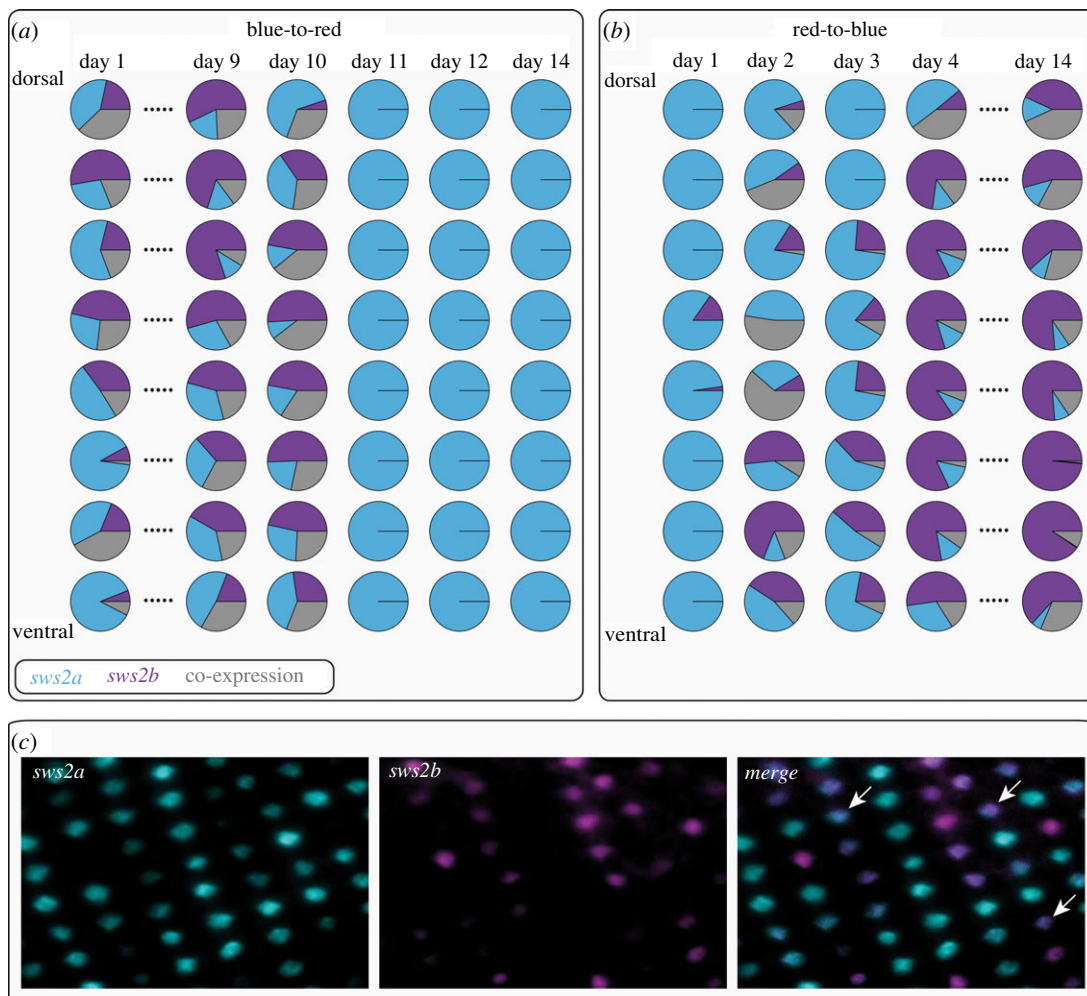 (a)
blue-to-red
day 1 day 9 day 10 day 11 day 12 day 14
dorsal
ventral
sws2a sws2b co-expression
(b)
red-to-blue
day 1 day 2 day 3 day 4 day 14
dorsal
ventral
(c)
sws2a
sws2b
merge